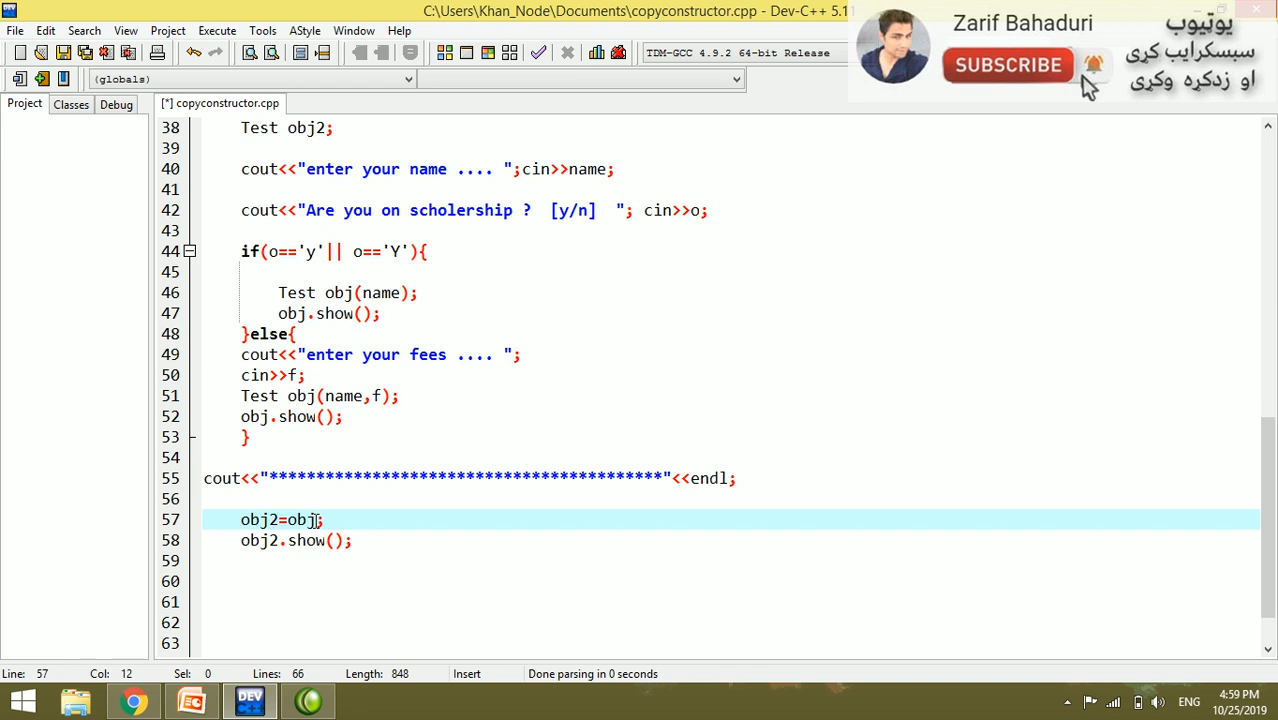 C:\Users\Khan_Node\Documents\copyconstructor.cpp - Dev-C++ 5.11
Zarif Bahaduri
SUBSCRIBE
یوټیوب
سبسکرایب کړی
او زدکړه وکړی
File Edit Search View Project Execute Tools AStyle Window Help
TDM-GCC 4.9.2 64-bit Release
(globals)
Project Classes Debug
[*] copyconstructor.cpp
38 Test obj2;
39
40 cout<<"enter your name .... ";cin>>name;
41
42 cout<<"Are you on scholership ?  [y/n]  "; cin>>o;
43
44 if(o=='y'|| o=='Y'){
45
46 Test obj(name);
47 obj.show();
48 }else{
49 cout<<"enter your fees .... ";
50 cin>>f;
51 Test obj(name,f);
52 obj.show();
53 }
54
55 cout<<"******************************************"<<endl;
56
57 obj2=obj;
58 obj2.show();
59
60
61
62
63
Line: 57 Col: 12 Sel: 0 Lines: 66 Length: 848 Insert Done parsing in 0 seconds
DEV C++
ENG
4:59 PM
10/25/2019